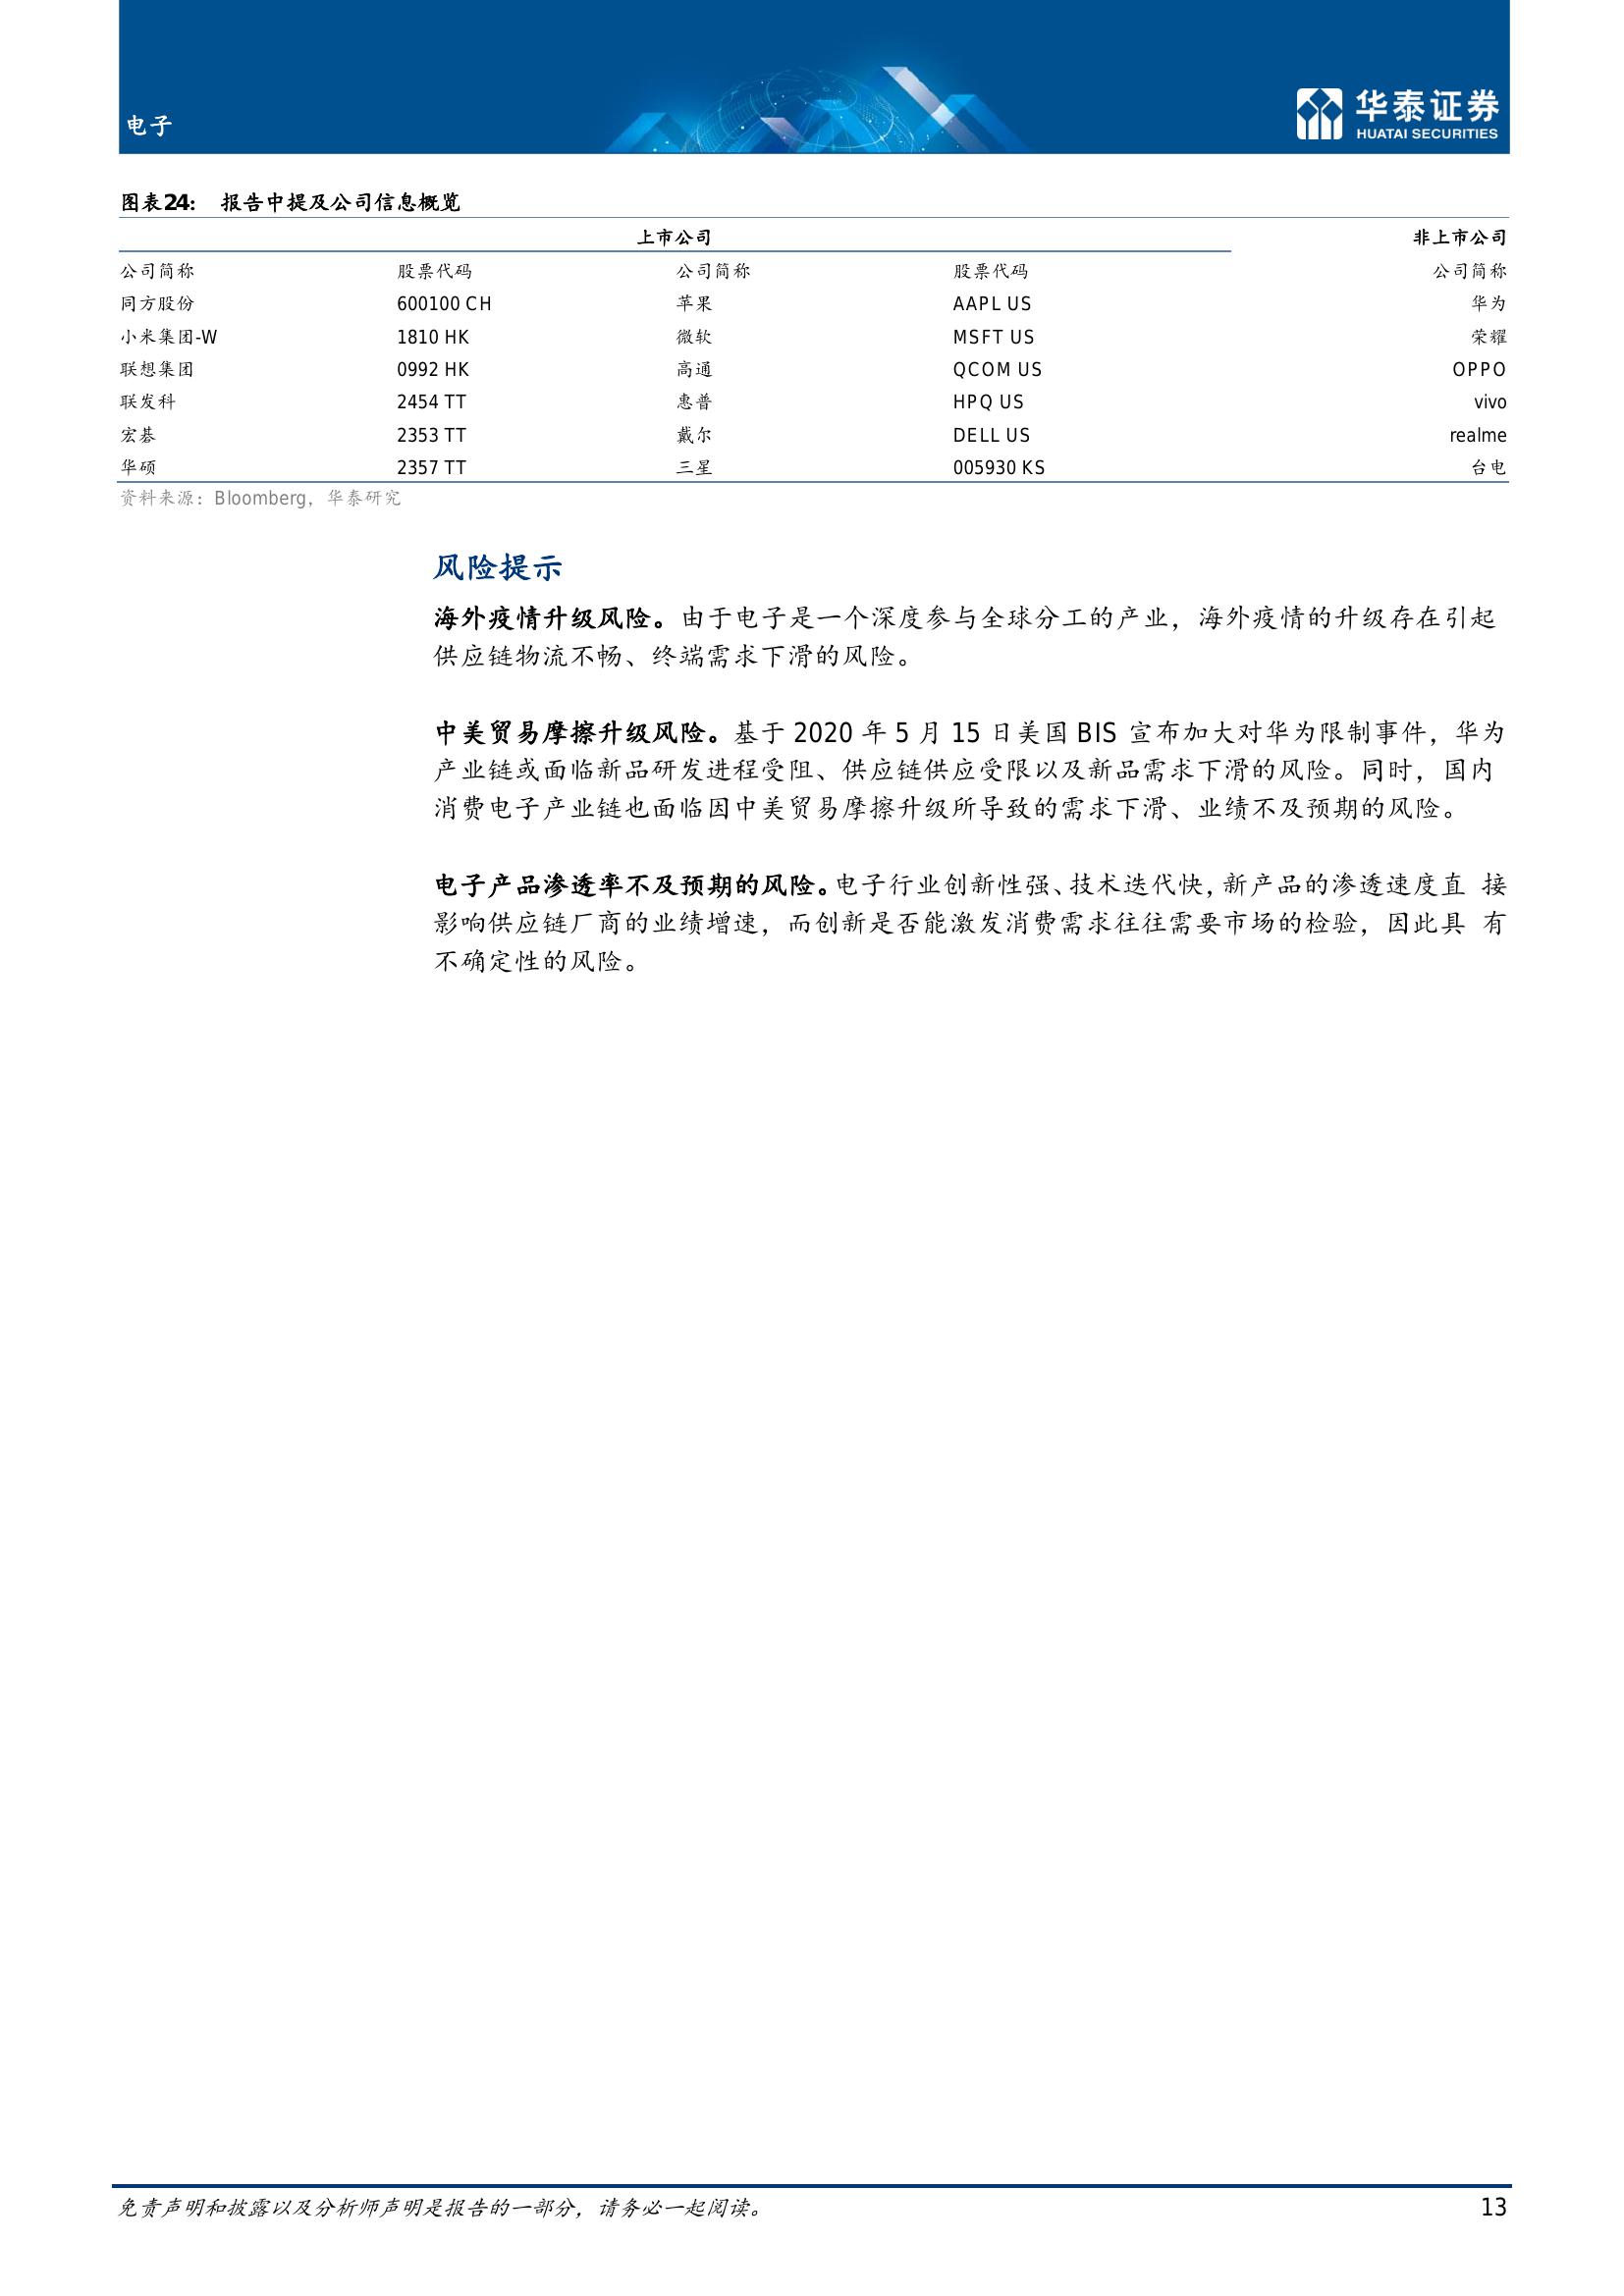 电子
华泰证券
HUATAI SECURITIES
图表24: 报告中提及公司信息概览
上市公司 非上市公司
公司简称 股票代码 公司简称 股票代码 公司简称
同方股份 600100 CH 苹果 AAPL US 华为
小米集团-W 1810 HK 微软 MSFT US 荣耀
联想集团 0992 HK 高通 QCOM US OPPO
联发科 2454 TT 惠普 HPQ US vivo
宏碁 2353 TT 戴尔 DELL US realme
华硕 2357 TT 三星 005930 KS 台电
资料来源：Bloomberg，华泰研究
风险提示
海外疫情升级风险。由于电子是一个深度参与全球分工的产业，海外疫情的升级存在引起
供应链物流不畅、终端需求下滑的风险。
中美贸易摩擦升级风险。基于 2020 年 5 月 15 日美国 BIS 宣布加大对华为限制事件，华为
产业链或面临新品研发进程受阻、供应链供应受限以及新品需求下滑的风险。同时，国内
消费电子产业链也面临因中美贸易摩擦升级所导致的需求下滑、业绩不及预期的风险。
电子产品渗透率不及预期的风险。电子行业创新性强、技术迭代快，新产品的渗透速度直 接
影响供应链厂商的业绩增速，而创新是否能激发消费需求往往需要市场的检验，因此具 有
不确定性的风险。
免责声明和披露以及分析师声明是报告的一部分，请务必一起阅读。 13